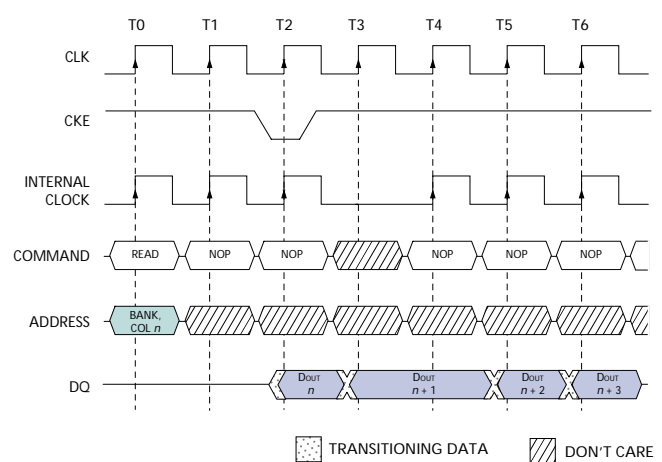 T0 T1 T2 T3 T4 T5 T6
CLK
CKE
INTERNAL
CLOCK
COMMAND READ NOP NOP NOP NOP NOP
ADDRESS BANK,
COL n
DQ DOUT DOUT DOUT DOUT
n n + 1 n + 2 n + 3
TRANSITIONING DATA DON'T CARE